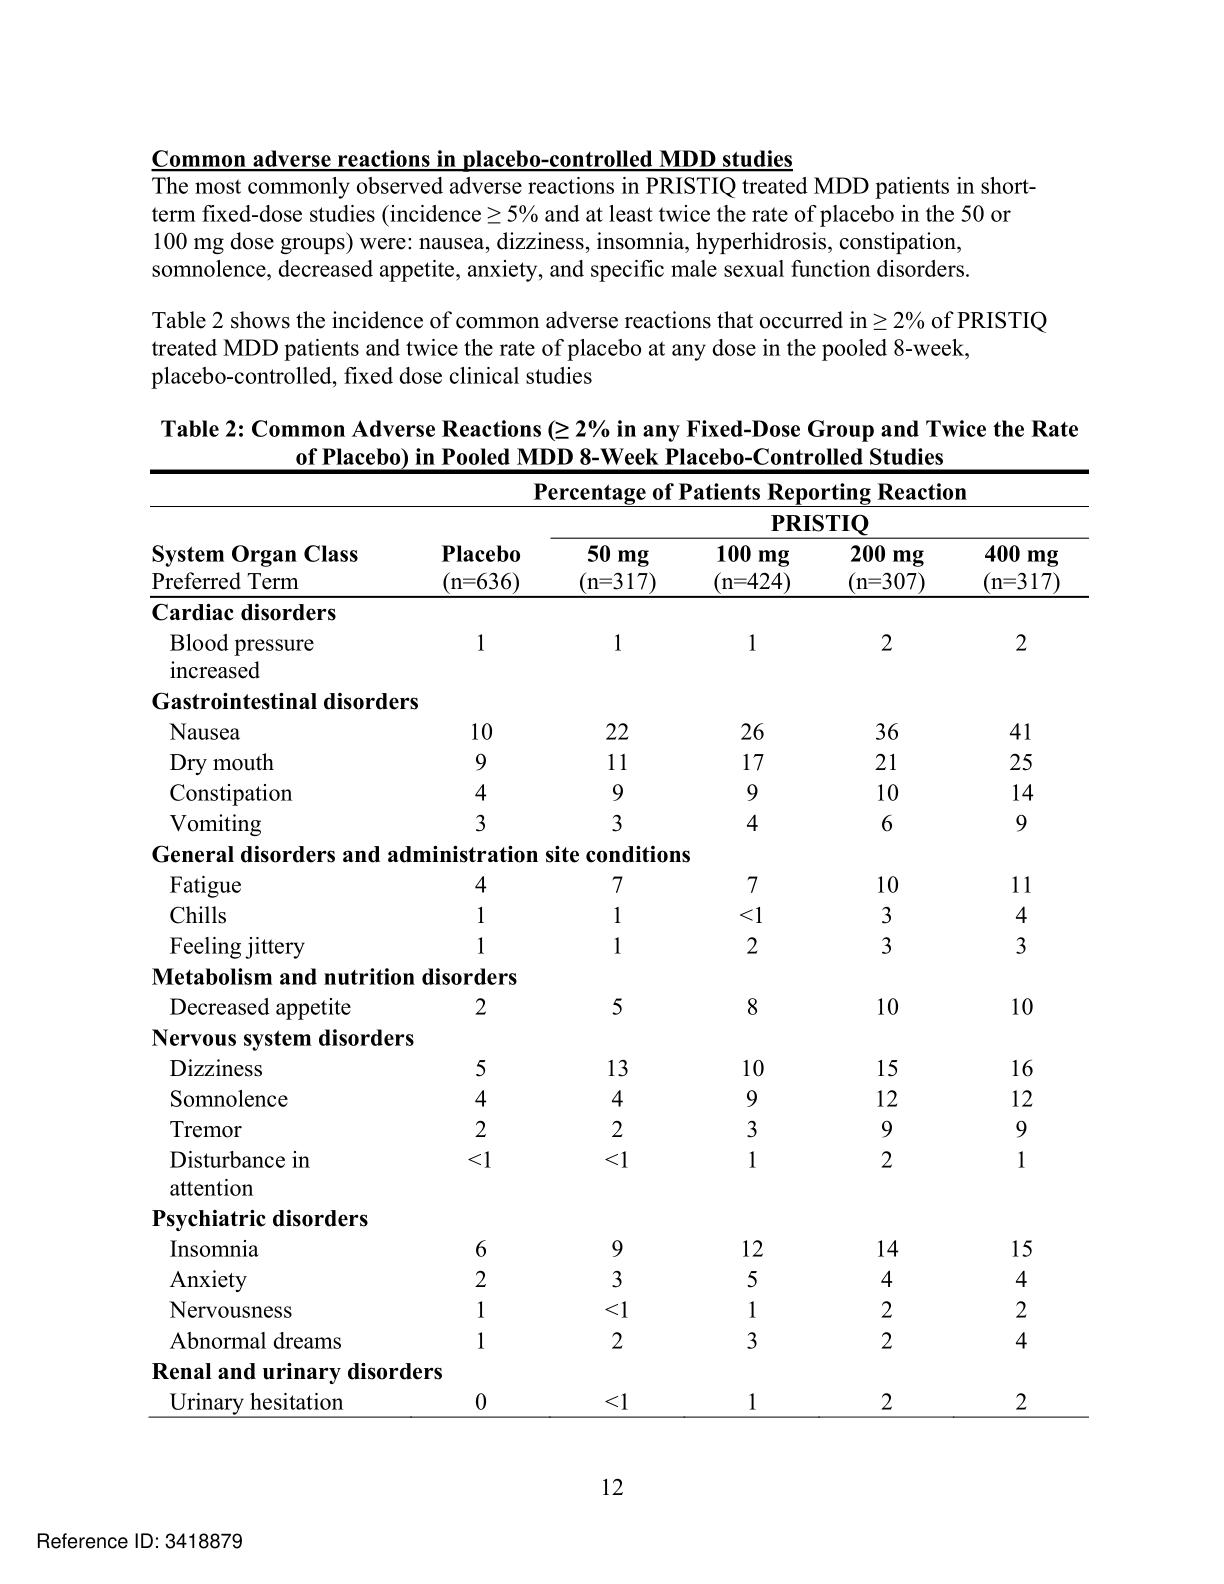 Common adverse reactions in placebo-controlled MDD studies
The most commonly observed adverse reactions in PRISTIQ treated MDD patients in short-
term fixed-dose studies (incidence ≥ 5% and at least twice the rate of placebo in the 50 or
100 mg dose groups) were: nausea, dizziness, insomnia, hyperhidrosis, constipation,
somnolence, decreased appetite, anxiety, and specific male sexual function disorders.
Table 2 shows the incidence of common adverse reactions that occurred in ≥ 2% of PRISTIQ
treated MDD patients and twice the rate of placebo at any dose in the pooled 8-week,
placebo-controlled, fixed dose clinical studies
Table 2: Common Adverse Reactions (≥ 2% in any Fixed-Dose Group and Twice the Rate
of Placebo) in Pooled MDD 8-Week Placebo-Controlled Studies
Percentage of Patients Reporting Reaction
PRISTIQ
System Organ Class Placebo 50 mg 100 mg 200 mg 400 mg
Preferred Term (n=636) (n=317) (n=424) (n=307) (n=317)
Cardiac disorders
Blood pressure 1 1 1 2 2
increased
Gastrointestinal disorders
Nausea 10 22 26 36 41
Dry mouth 9 11 17 21 25
Constipation 4 9 9 10 14
Vomiting 3 3 4 6 9
General disorders and administration site conditions
Fatigue 4 7 7 10 11
Chills 1 1 <1 3 4
Feeling jittery 1 1 2 3 3
Metabolism and nutrition disorders
Decreased appetite 2 5 8 10 10
Nervous system disorders
Dizziness 5 13 10 15 16
Somnolence 4 4 9 12 12
Tremor 2 2 3 9 9
Disturbance in <1 <1 1 2 1
attention
Psychiatric disorders
Insomnia 6 9 12 14 15
Anxiety 2 3 5 4 4
Nervousness 1 <1 1 2 2
Abnormal dreams 1 2 3 2 4
Renal and urinary disorders
Urinary hesitation 0 <1 1 2 2
12
Reference ID: 3418879